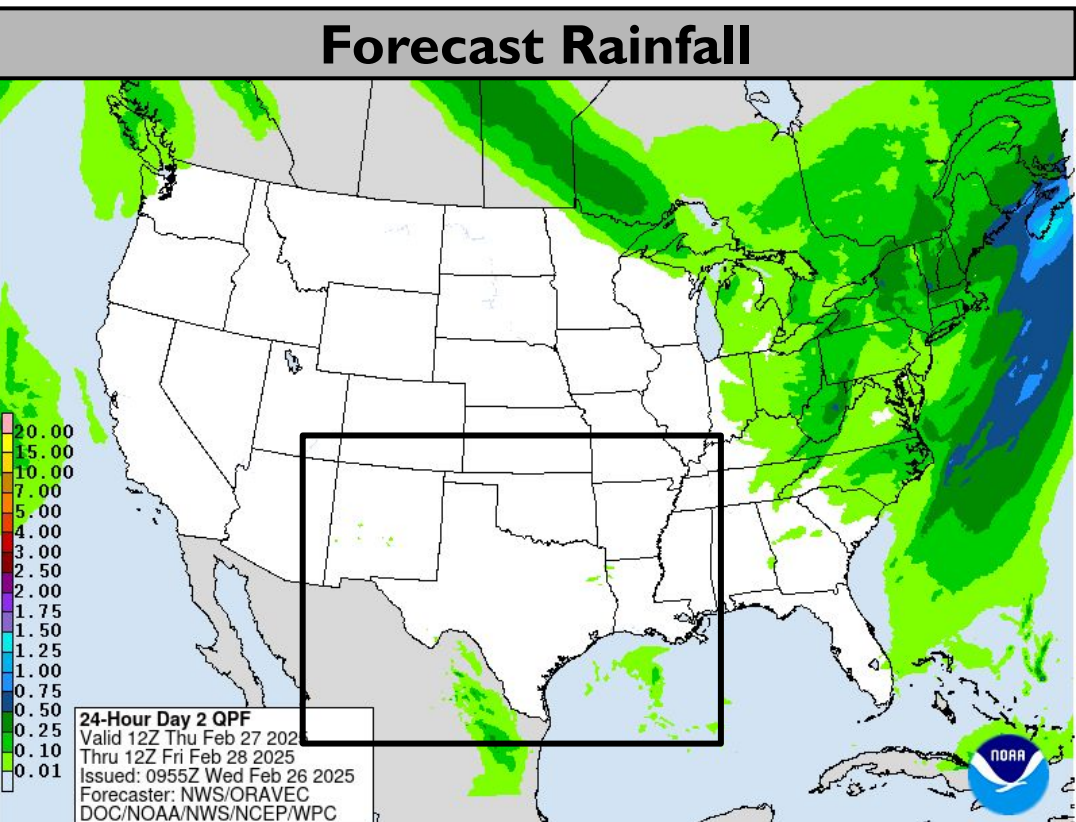 Forecast Rainfall
20.00
15.00
10.00
7.00
5.00
4.00
3.00
2.50
2.00
1.75
1.50
1.25
1.00
0.75
0.50
0.25
0.10
0.01
24-Hour Day 2 QPF
Valid 12Z Thu Feb 27 2025
Thru 12Z Fri Feb 28 2025
Issued: 0955Z Wed Feb 26 2025
Forecaster: NWS/ORAVEC
DOC/NOAA/NWS/NCEP/WPC
NOAA